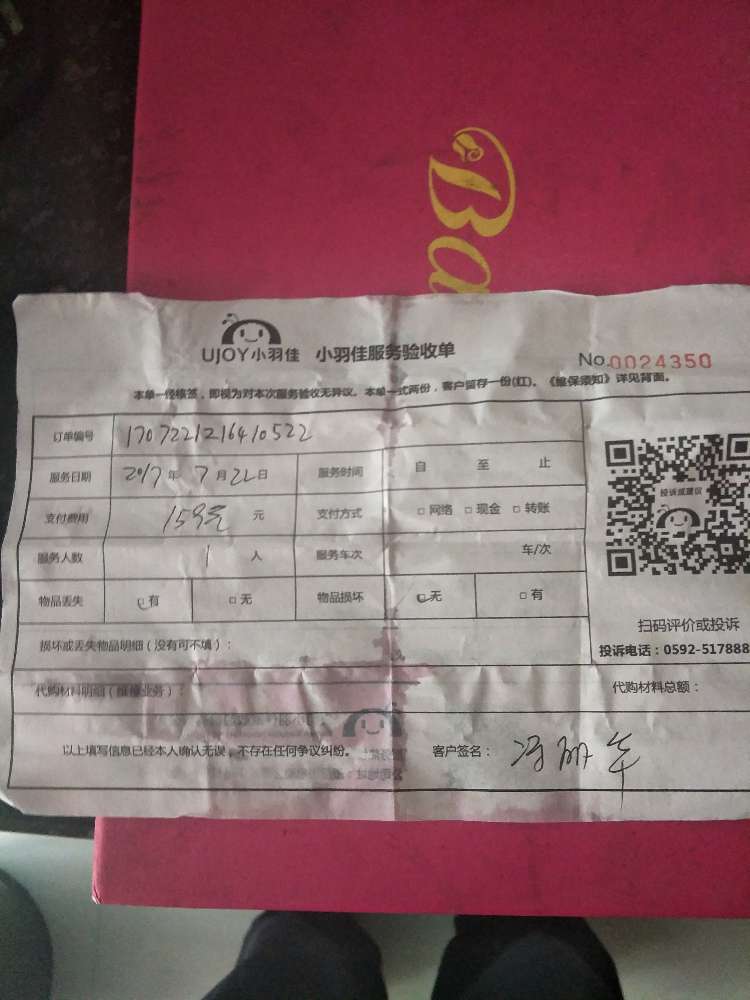 Ba
UJOY小羽佳 小羽佳服务验收单
No.0024350
本单一经核签，即视为对本次服务验收无异议。本单一式两份，客户留存一份(红)。《维保须知》详见背面。
订单编号 1707221216410522
服务日期 2017年 7月22日 服务时间 自 至 止
支付费用 159元 元 支付方式 □网络 □现金 □转账
服务人数 1 人 服务车次 车/次
物品丢失 □有 □无 物品损坏 □无 □有
投诉或建议
扫码评价或投诉
投诉电话：0592-517888
损坏或丢失物品明细（没有可不填）：
代购材料明细（维修业务）： 代购材料总额：
以上填写信息已经本人确认无误，不存在任何争议纠纷。 客户签名：